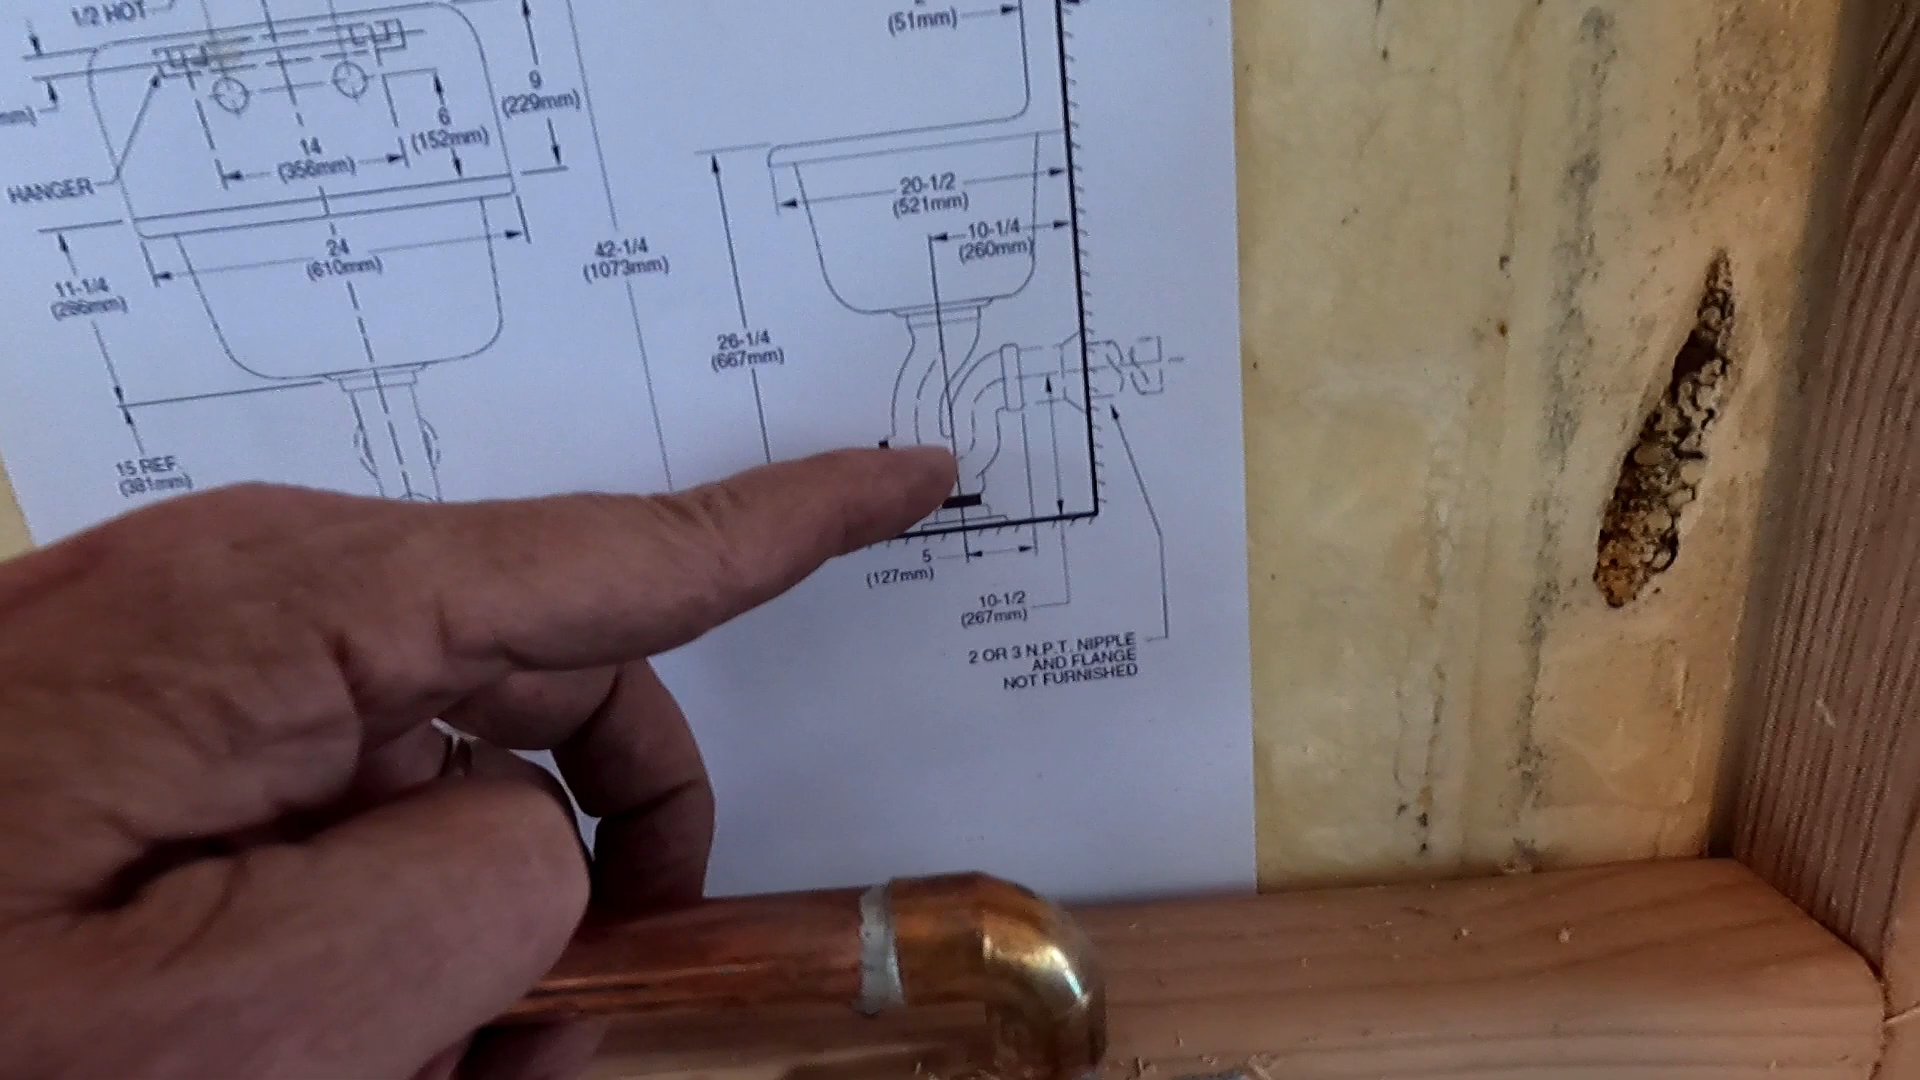 1/2 HOT
mm)
HANGER
14
(356mm)
6
(152mm)
9
(229mm)
24
(610mm)
11-1/4
(286mm)
15 REF.
(381mm)
42-1/4
(1073mm)
(51mm)
20-1/2
(521mm)
10-1/4
(260mm)
26-1/4
(667mm)
5
(127mm)
10-1/2
(267mm)
2 OR 3 N.P.T. NIPPLE
AND FLANGE
NOT FURNISHED